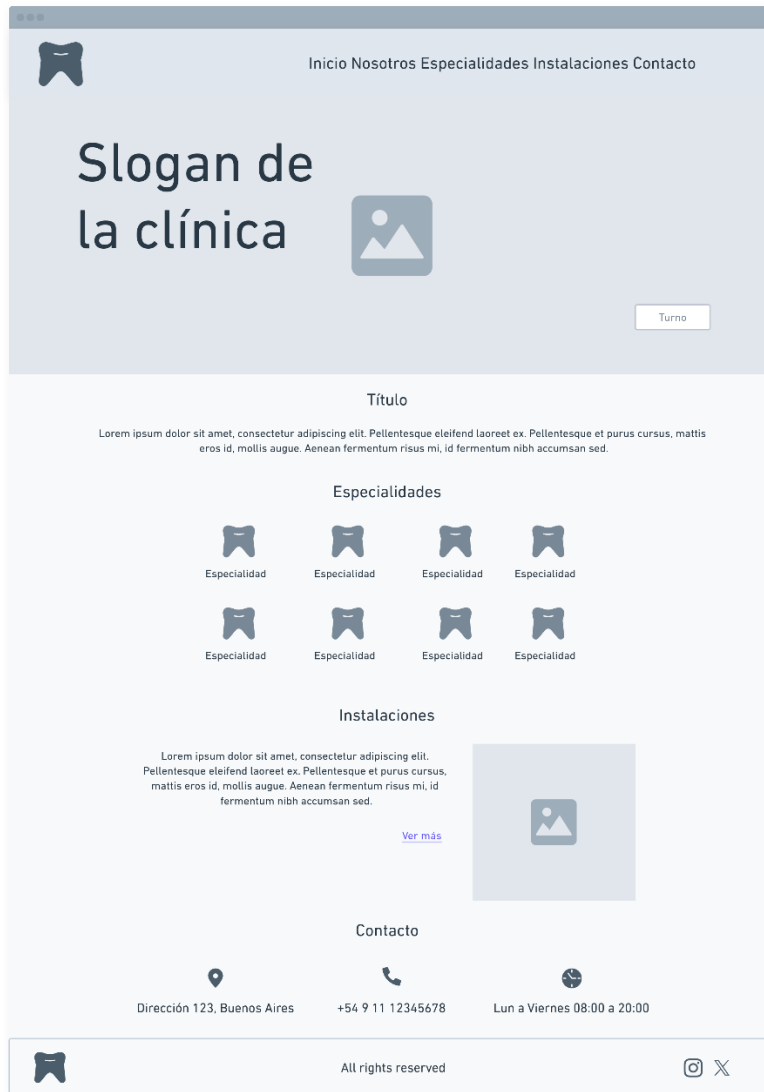 Inicio Nosotros Especialidades Instalaciones Contacto
Slogan de
la clínica
Turno
Título
Lorem ipsum dolor sit amet, consectetur adipiscing elit. Pellentesque eleifend laoreet ex. Pellentesque et purus cursus, mattis
eros id, mollis augue. Aenean fermentum risus mi, id fermentum nibh accumsan sed.
Especialidades
Especialidad Especialidad Especialidad Especialidad
Especialidad Especialidad Especialidad Especialidad
Instalaciones
Lorem ipsum dolor sit amet, consectetur adipiscing elit.
Pellentesque eleifend laoreet ex. Pellentesque et purus cursus,
mattis eros id, mollis augue. Aenean fermentum risus mi, id
fermentum nibh accumsan sed.
Ver más
Contacto
Dirección 123, Buenos Aires +54 9 11 12345678 Lun a Viernes 08:00 a 20:00
All rights reserved